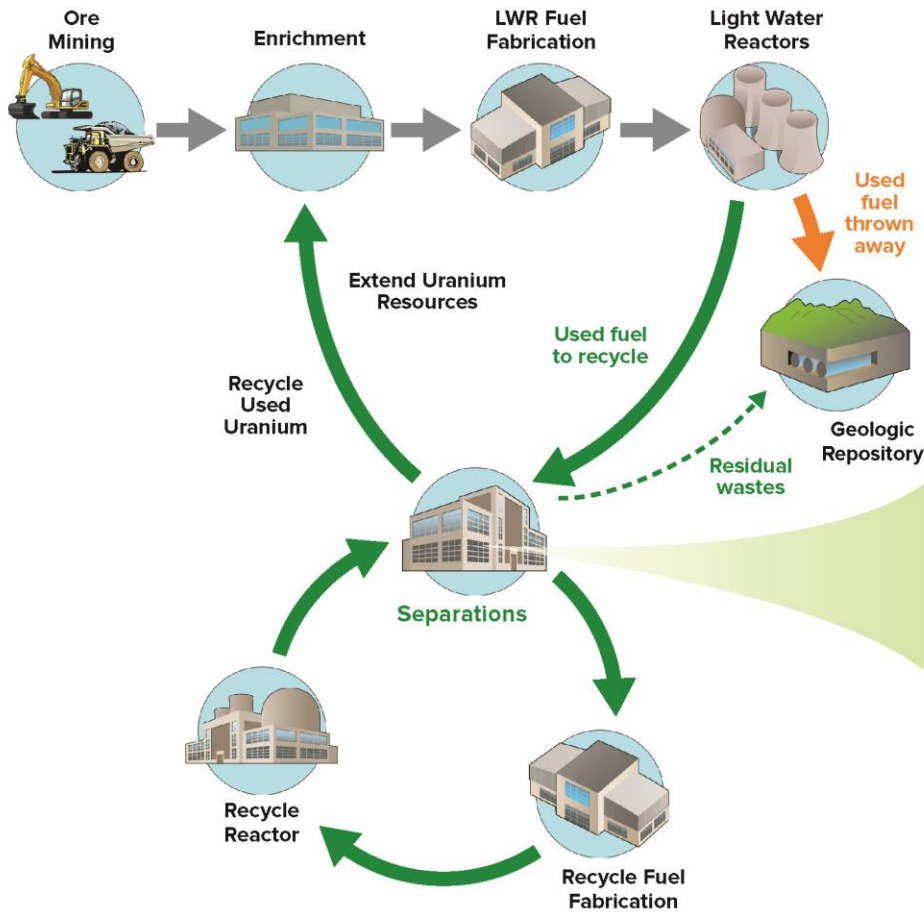 Ore
Mining
Enrichment
LWR Fuel
Fabrication
Light Water
Reactors
Used
fuel
thrown
away
Extend Uranium
Resources
Used fuel
to recycle
Recycle
Used
Uranium
Geologic
Repository
Residual
wastes
Separations
Recycle
Reactor
Recycle Fuel
Fabrication